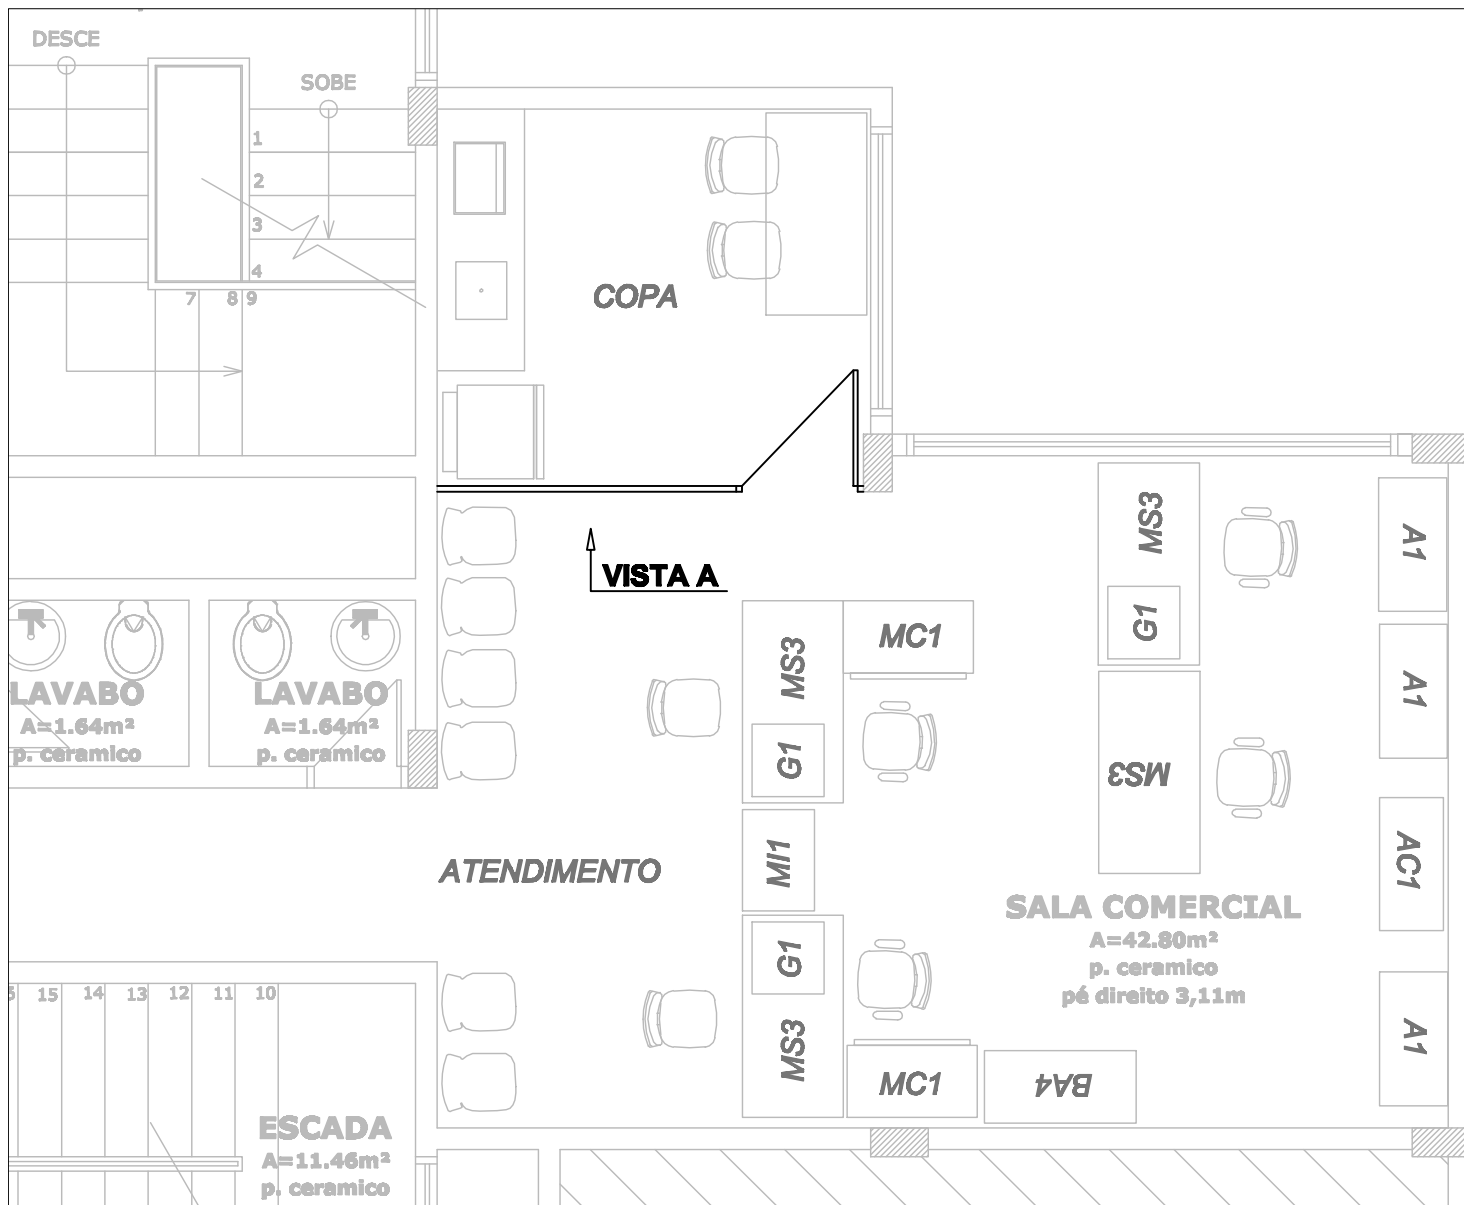 DESCE
SOBE
1
2
3
4
7
8
9
COPA
VISTA A
MS3
G1
A1
MC1
MS3
G1
A1
LAVABO
A=1.64m²
p. ceramico
LAVABO
A=1.64m²
p. ceramico
MS3
MI1
AC1
ATENDIMENTO
SALA COMERCIAL
A=42.80m²
p. ceramico
pé direito 3,11m
G1
MS3
A1
15
14
13
12
11
10
MC1
BA4
ESCADA
A=11.46m²
p. ceramico